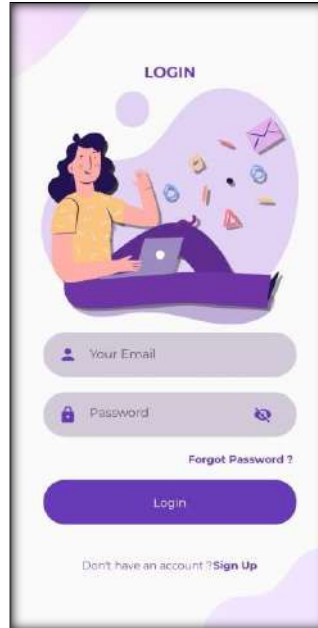 LOGIN
Your Email
Password
Forgot Password ?
Login
Don't have an account ?Sign Up